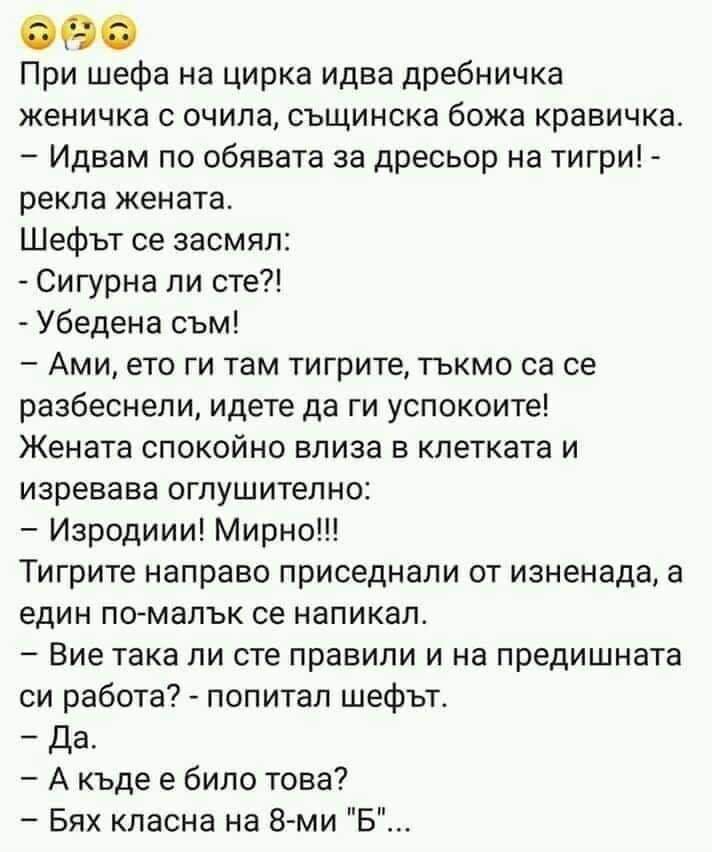 🙃🤔🙃
При шефа на цирка идва дребничка
женичка с очила, същинска божа кравичка.
– Идвам по обявата за дресьор на тигри! -
рекла жената.
Шефът се засмял:
- Сигурна ли сте?!
- Убедена съм!
– Ами, ето ги там тигрите, тъкмо са се
разбеснели, идете да ги успокоите!
Жената спокойно влиза в клетката и
изревава оглушително:
– Изродиии! Мирно!!!
Тигрите направо приседнали от изненада, а
един по-малък се напикал.
– Вие така ли сте правили и на предишната
си работа? - попитал шефът.
– Да.
– А къде е било това?
– Бях класна на 8-ми "Б"...